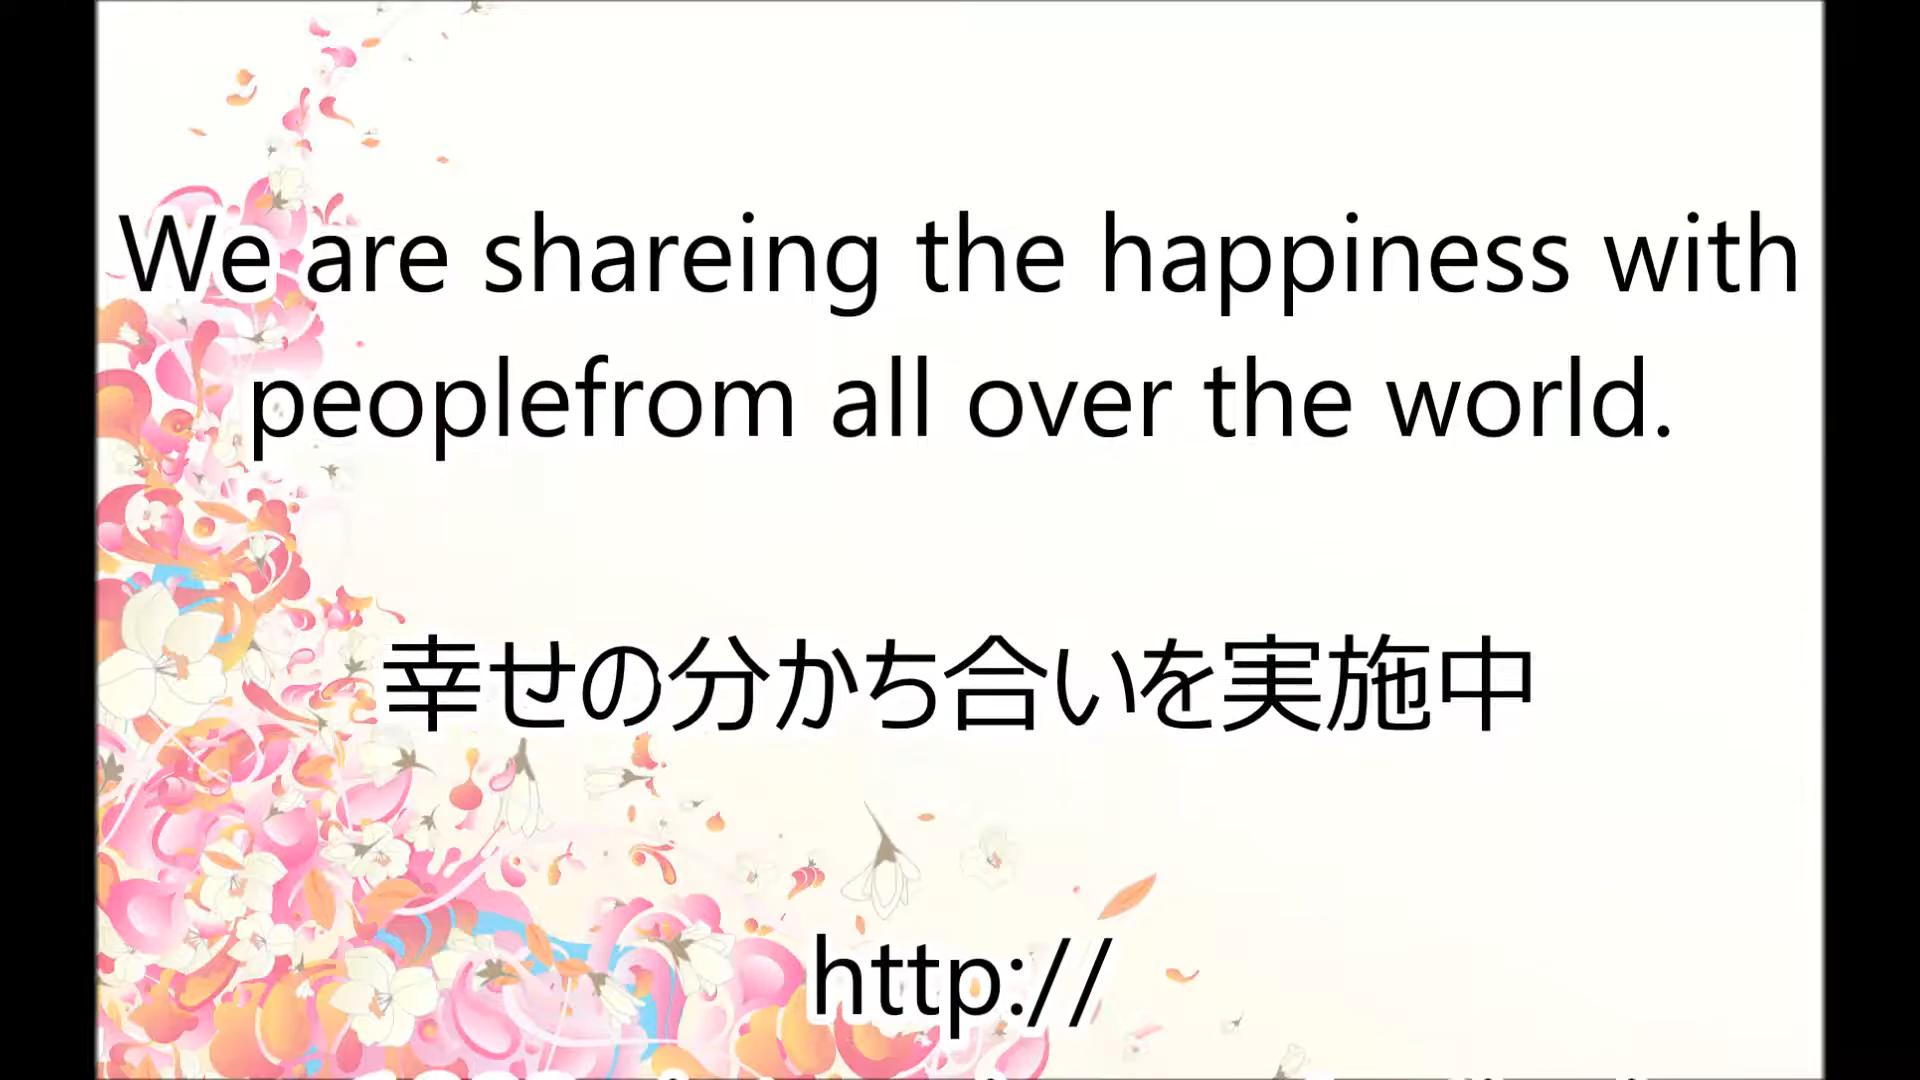 We are shareing the happiness with
peoplefrom all over the world.
幸せの分かち合いを実施中
http://